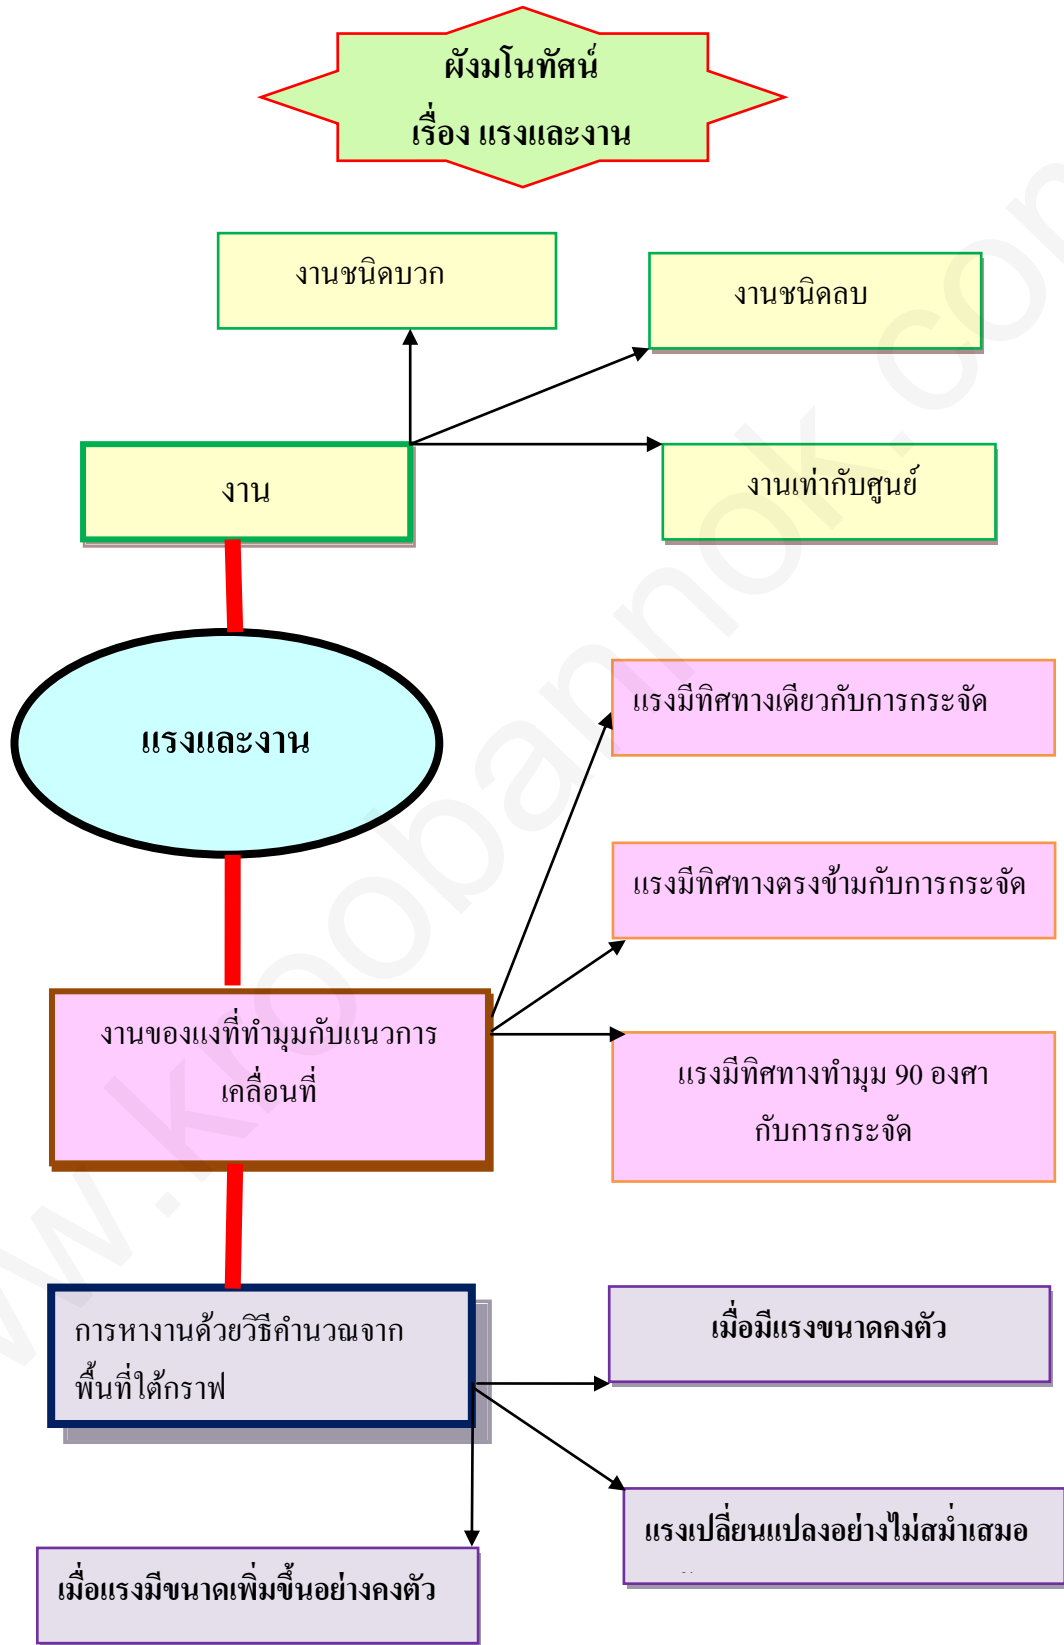 ผังมโนทัศน์
เรื่อง แรงและงาน
งานชนิดบวก
งานชนิดลบ
งาน
งานเท่ากับศูนย์
แรงและงาน
แรงมีทิศทางเดียวกับการกระจัด
แรงมีทิศทางตรงข้ามกับการกระจัด
งานของแงที่ทำมุมกับแนวการ
เคลื่อนที่
แรงมีทิศทางทำมุม 90 องศา
กับการกระจัด
การหางานด้วยวิธีคำนวณจาก
พื้นที่ใต้กราฟ
เมื่อมีแรงขนาดคงตัว
แรงเปลี่ยนแปลงอย่างไม่สม่ำเสมอ
เมื่อแรงมีขนาดเพิ่มขึ้นอย่างคงตัว